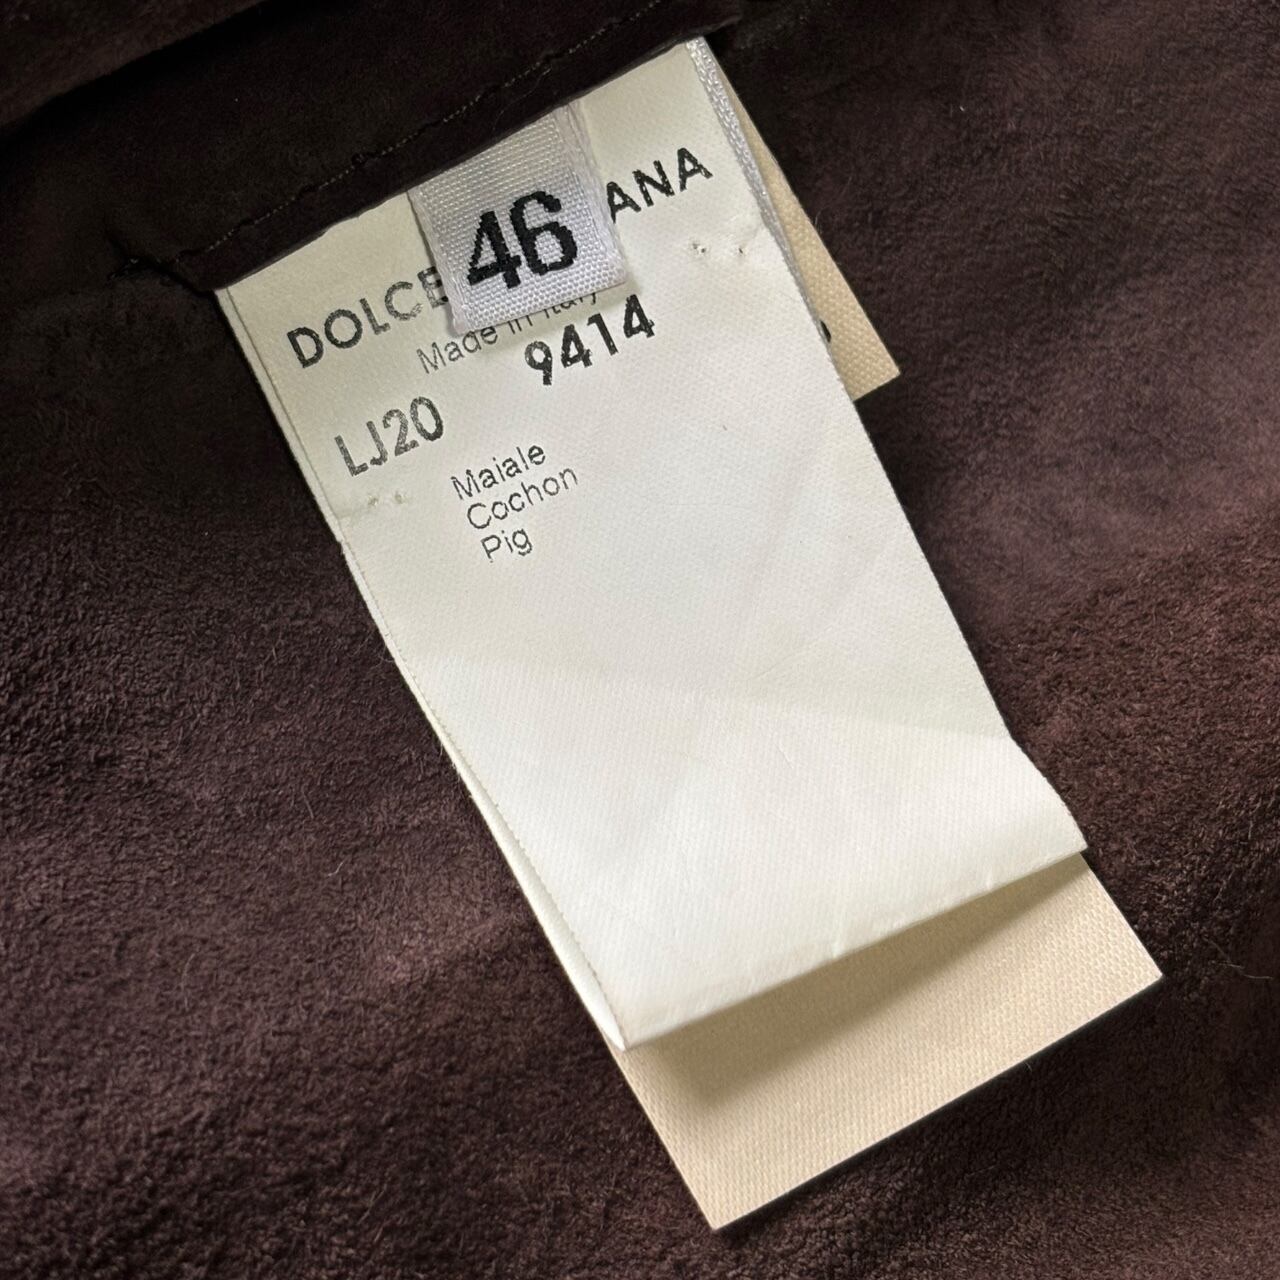 46
DOLCE ANA
Made in Italy
9414
LJ20
Maiale
Cochon
Pig